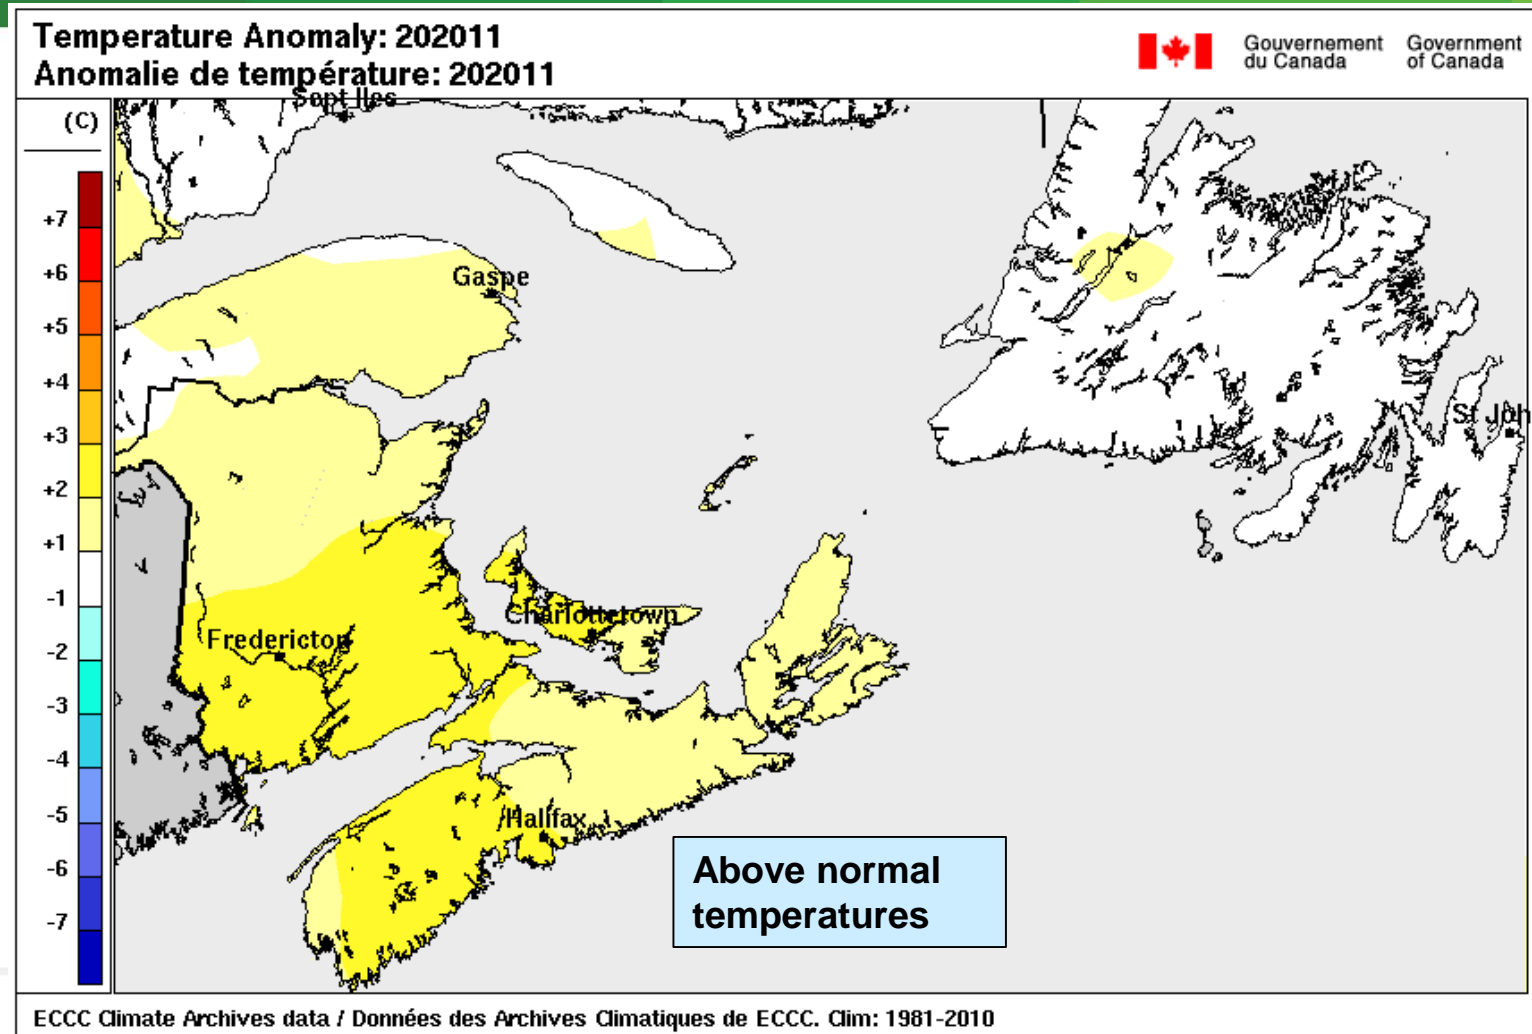 Temperature Anomaly: 202011
Anomalie de température: 202011
Gouvernement du Canada
Government of Canada
(C)
+7
+6
+5
+4
+3
+2
+1
-1
-2
-3
-4
-5
-6
-7
Sept Iles
Gaspe
St Joh
Charlottetown
Fredericton
Halifax
Above normal
temperatures
ECCC Climate Archives data / Données des Archives Climatiques de ECCC. Clim: 1981-2010